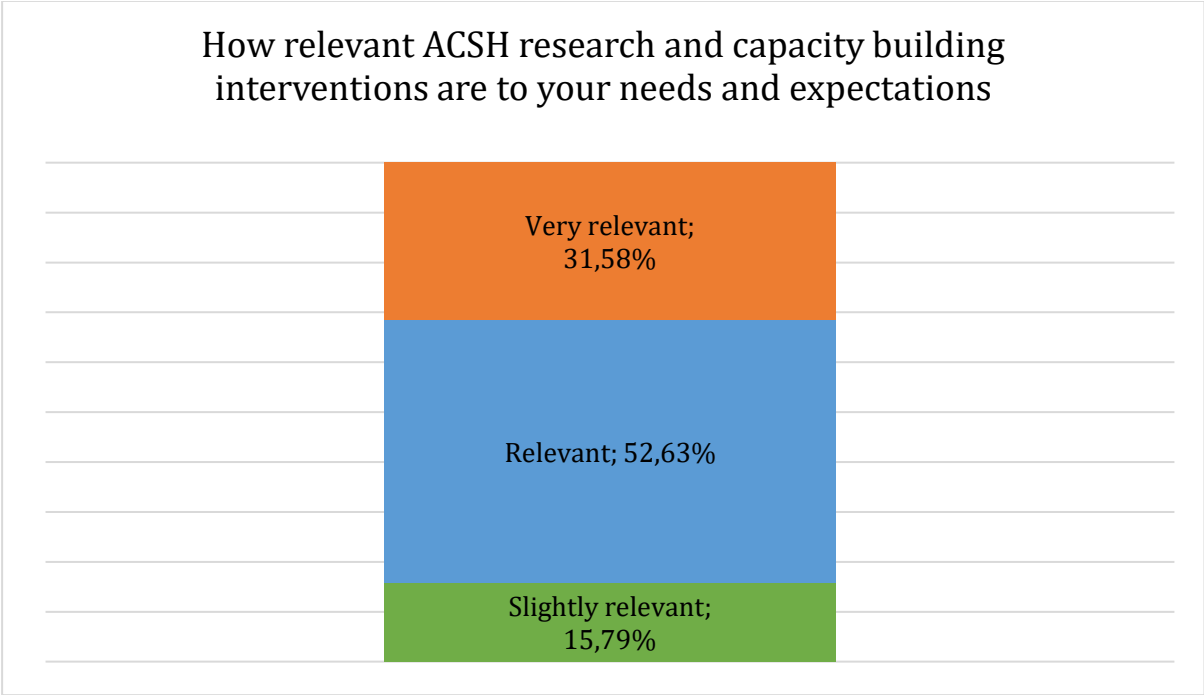 How relevant ACSH research and capacity building
interventions are to your needs and expectations
Very relevant;
31,58%
Relevant; 52,63%
Slightly relevant;
15,79%